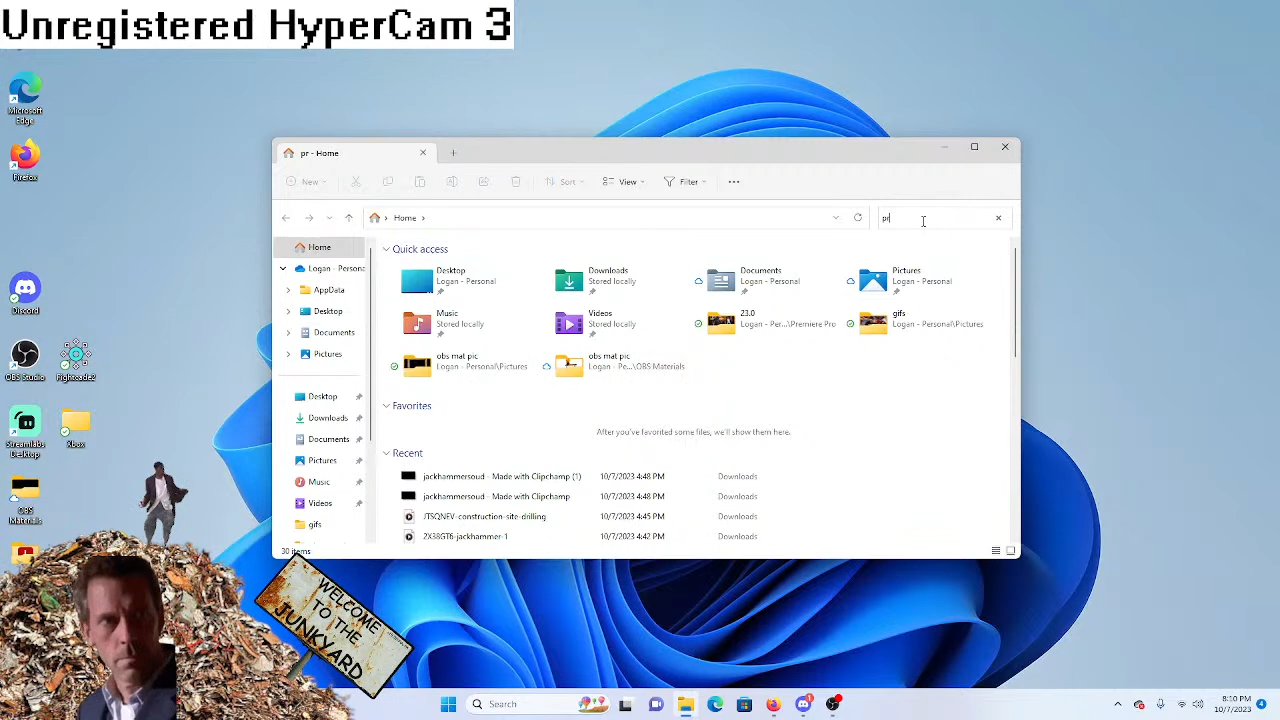 Unregistered HyperCam 3
Microsoft Edge
Firefox
Discord
OBS Studio
Fightcade2
Streamlabs Desktop
Xbox
OBS Materials
WELCOME
TO THE
JUNKYARD
pr - Home
New
Sort
View
Filter
Home
pr
Home
Logan - Persona
AppData
Desktop
Documents
Pictures
Desktop
Downloads
Documents
Pictures
Music
Videos
gifs
Quick access
Desktop
Logan - Personal
Downloads
Stored locally
Documents
Logan - Personal
Pictures
Logan - Personal
Music
Stored locally
Videos
Stored locally
23.0
Logan - Per...\Premiere Pro
gifs
Logan - Personal\Pictures
obs mat pic
Logan - Personal\Pictures
obs mat pic
Logan - Pe...\OBS Materials
Favorites
After you've favorited some files, we'll show them here.
Recent
jackhammersoud - Made with Clipchamp (1) 10/7/2023 4:48 PM Downloads
jackhammersoud - Made with Clipchamp 10/7/2023 4:48 PM Downloads
JTSQNEV-construction-site-drilling 10/7/2023 4:45 PM Downloads
2X38GT6-jackhammer-1 10/7/2023 4:42 PM Downloads
30 items
Search
8:10 PM
10/7/2023